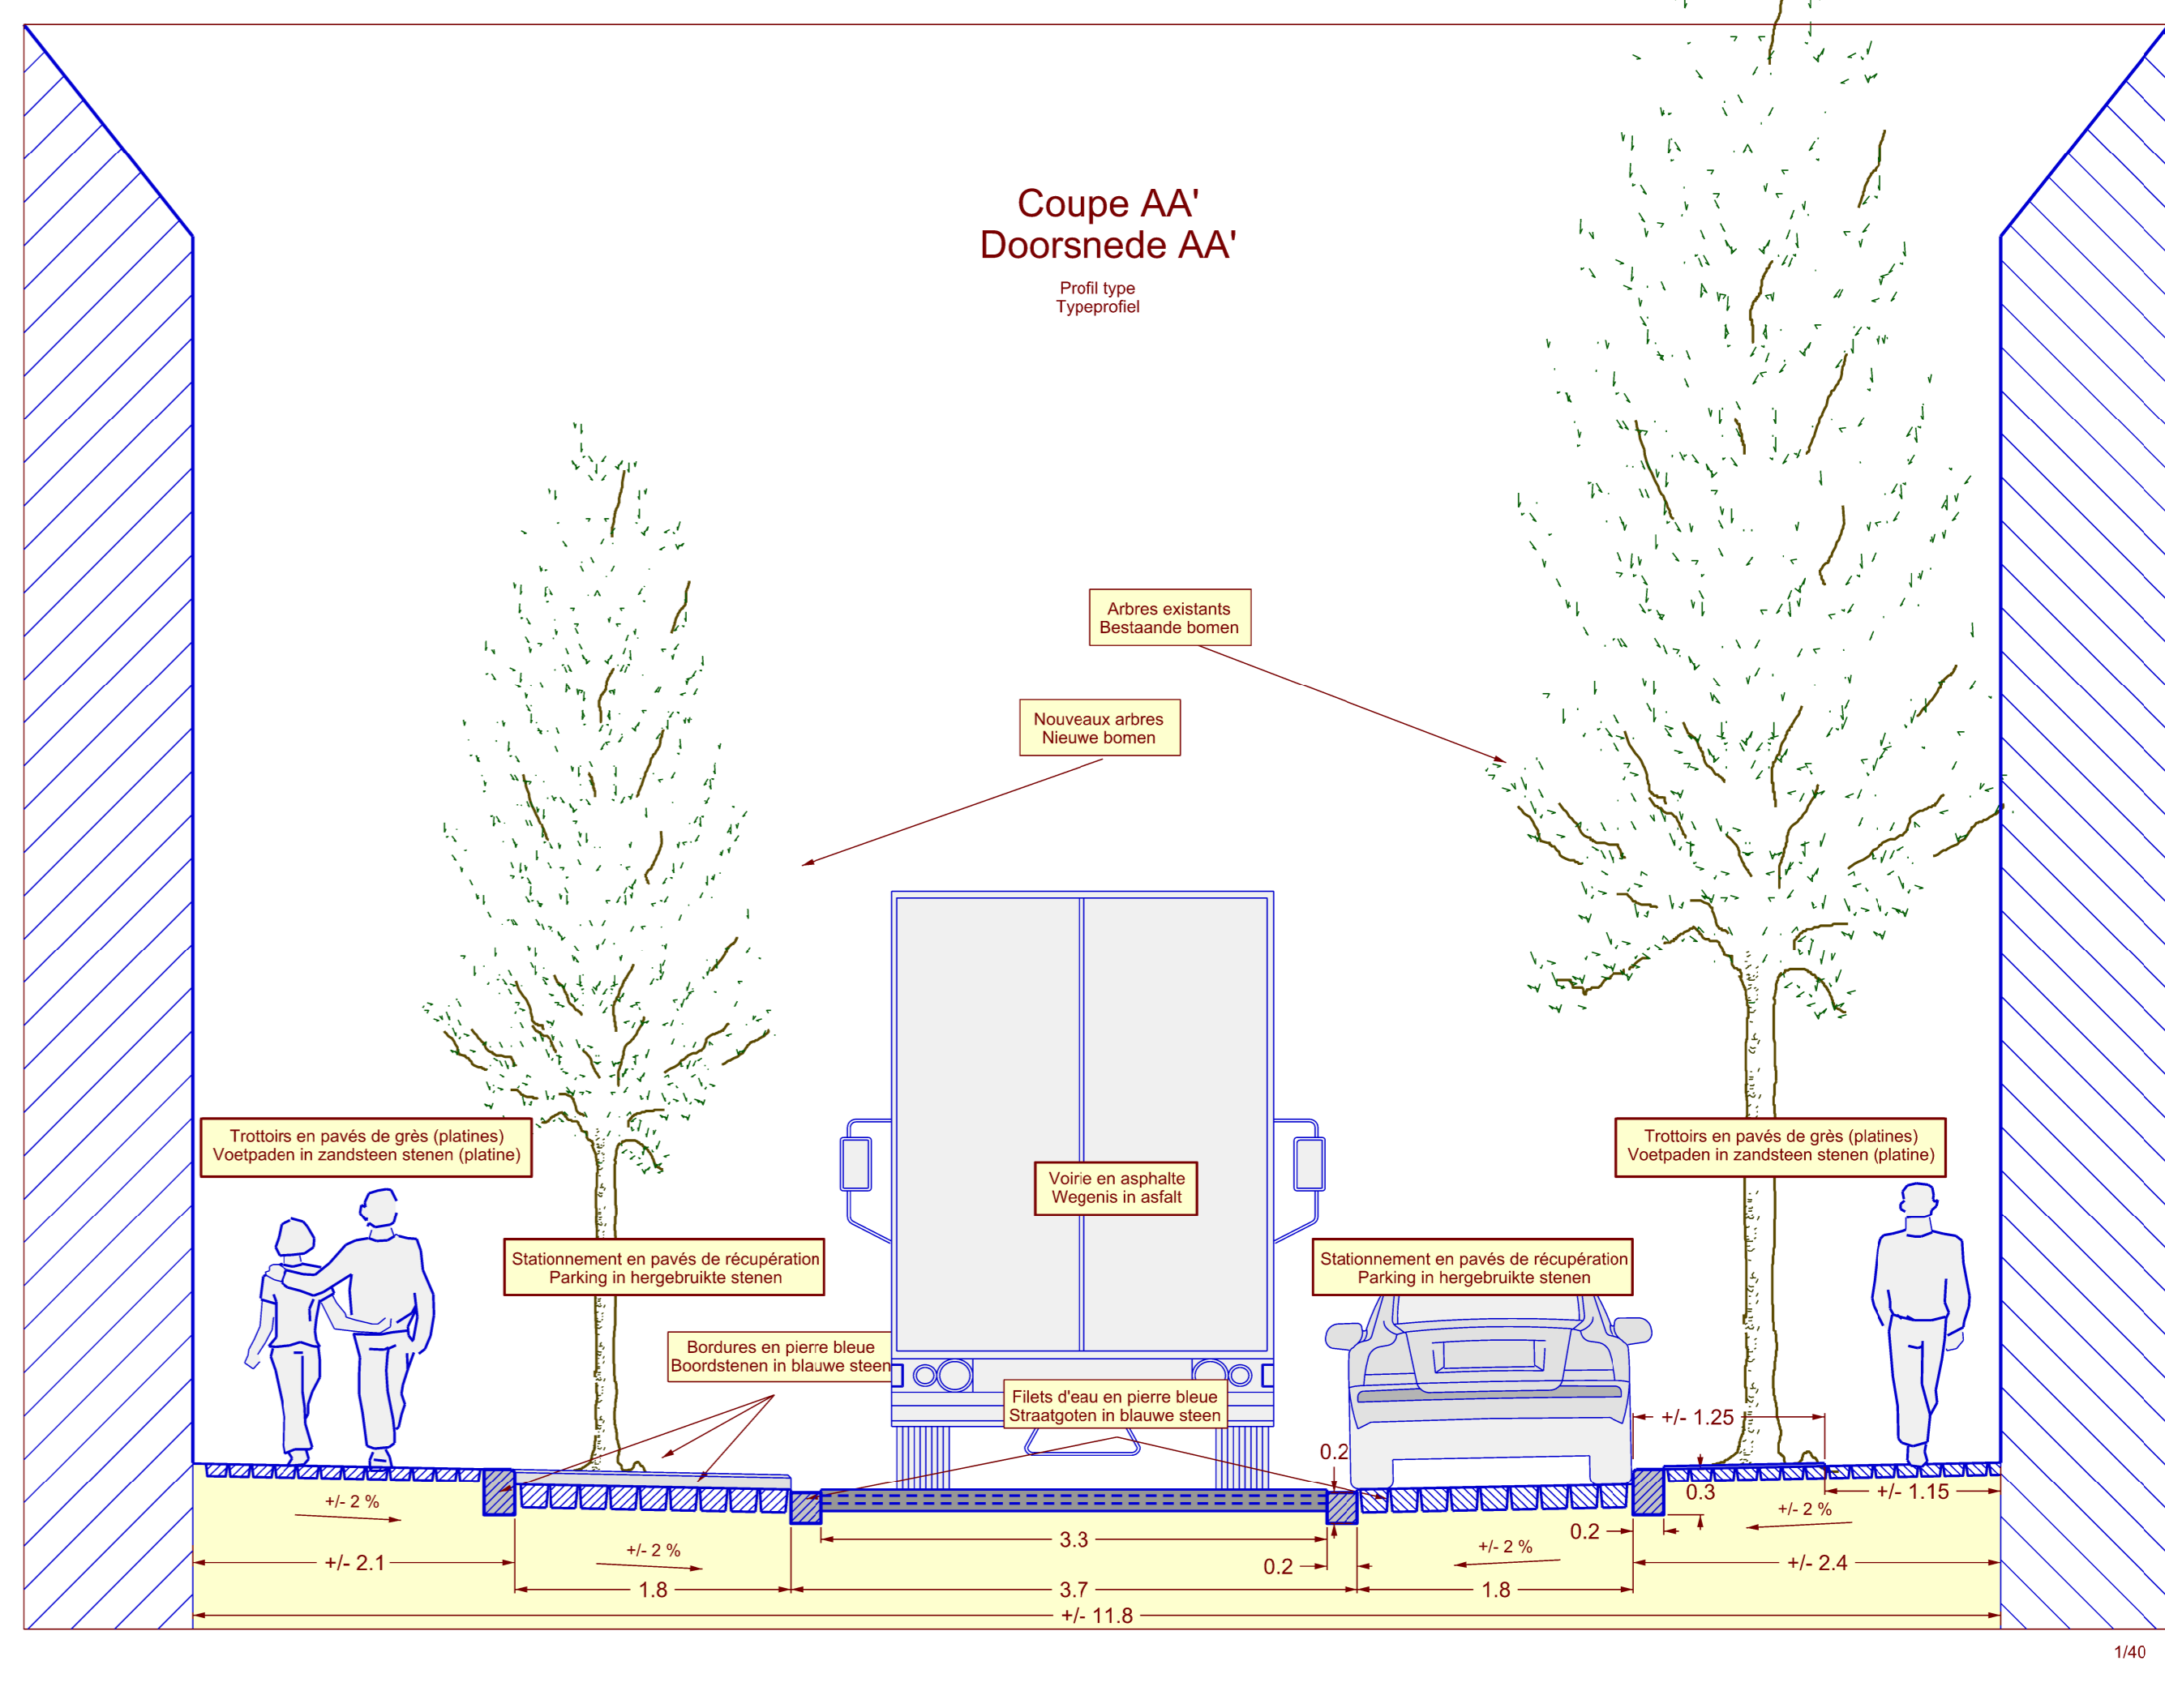 Coupe AA'
Doorsnede AA'
Profil type
Typeprofiel
Arbres existants
Bestaande bomen
Nouveaux arbres
Nieuwe bomen
Trottoirs en pavés de grès (platines)
Voetpaden in zandsteen stenen (platine)
Trottoirs en pavés de grès (platines)
Voetpaden in zandsteen stenen (platine)
Voirie en asphalte
Wegenis in asfalt
Stationnement en pavés de récupération
Parking in hergebruikte stenen
Stationnement en pavés de récupération
Parking in hergebruikte stenen
Bordures en pierre bleue
Boordstenen in blauwe steen
Filets d'eau en pierre bleue
Straatgoten in blauwe steen
+/- 1.25
0.2
0.3
+/- 1.15
+/- 2 %
+/- 2 %
0.2
3.3
+/- 2 %
+/- 2 %
+/- 2.1
0.2
+/- 2.4
1.8
3.7
1.8
+/- 11.8
1/40